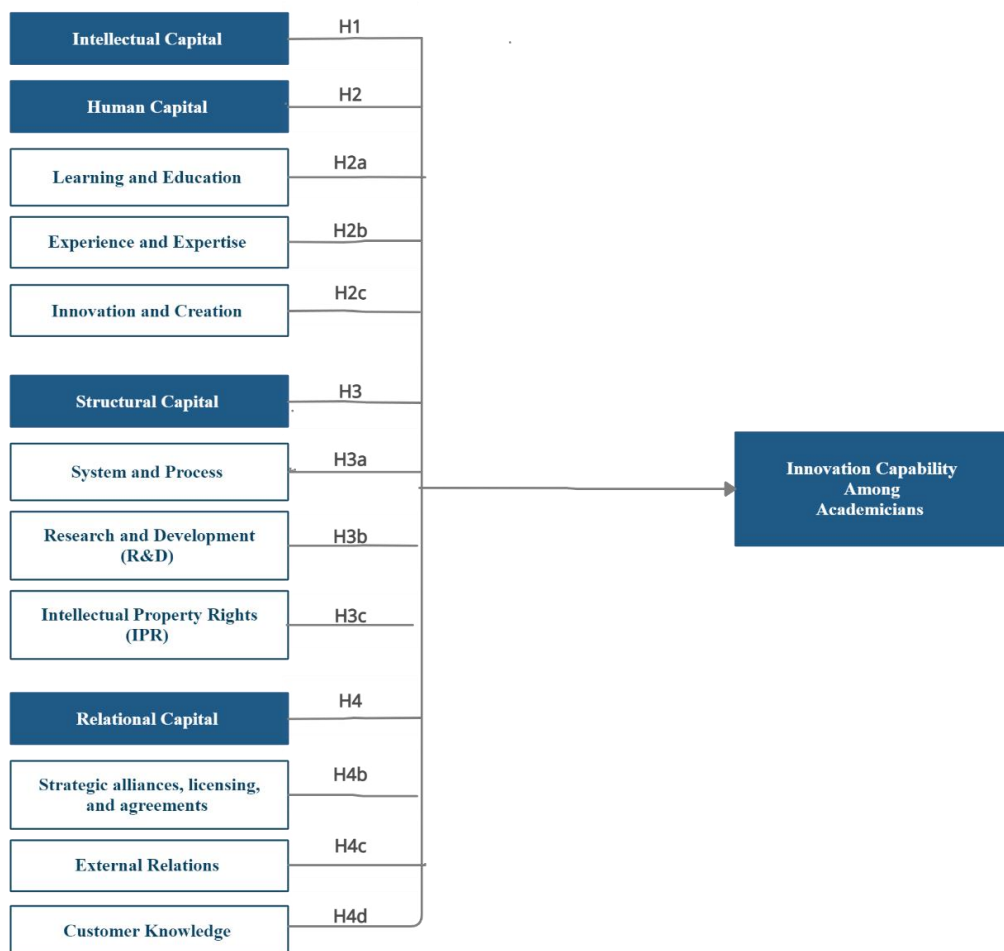 H1
Intellectual Capital
H2
Human Capital
H2a
Learning and Education
H2b
Experience and Expertise
H2c
Innovation and Creation
H3
Structural Capital
H3a
System and Process
Research and Development
(R&D)
H3b
Intellectual Property Rights
(IPR)
H3c
H4
Relational Capital
H4b
Strategic alliances, licensing,
and agreements
H4c
External Relations
H4d
Customer Knowledge
Innovation Capability
Among
Academicians